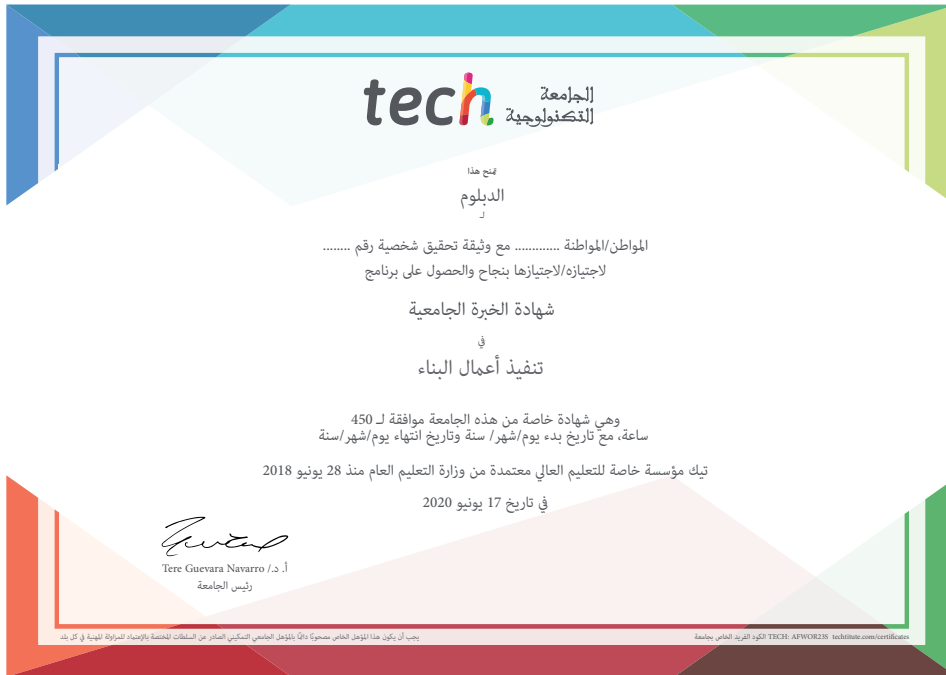 tech الجامعة
التكنولوجية
يمنح هذا
الدبلوم
لـ
المواطن/المواطنة ............ مع وثيقة تحقيق شخصية رقم ........
لاجتيازه/لاجتيازها بنجاح والحصول على برنامج
شهادة الخبرة الجامعية
في
تنفيذ أعمال البناء
وهي شهادة خاصة من هذه الجامعة موافقة لـ 450
ساعة، مع تاريخ بدء يوم/شهر/ سنة وتاريخ انتهاء يوم/شهر/سنة
تيك مؤسسة خاصة للتعليم العالي معتمدة من وزارة التعليم العام منذ 28 يونيو 2018
في تاريخ 17 يونيو 2020
أ. د./ Tere Guevara Navarro
رئيس الجامعة
يجب أن يكون هذا المؤهل الخاص مصحوبًا دائمًا بالمؤهل الجامعي التمكيني الصادر عن السلطات المختصة بالإعتماد للمزاولة المهنية في كل بلد
الكود الفريد الخاص بجامعة TECH: AFWOR23S techtitute.com/certificates